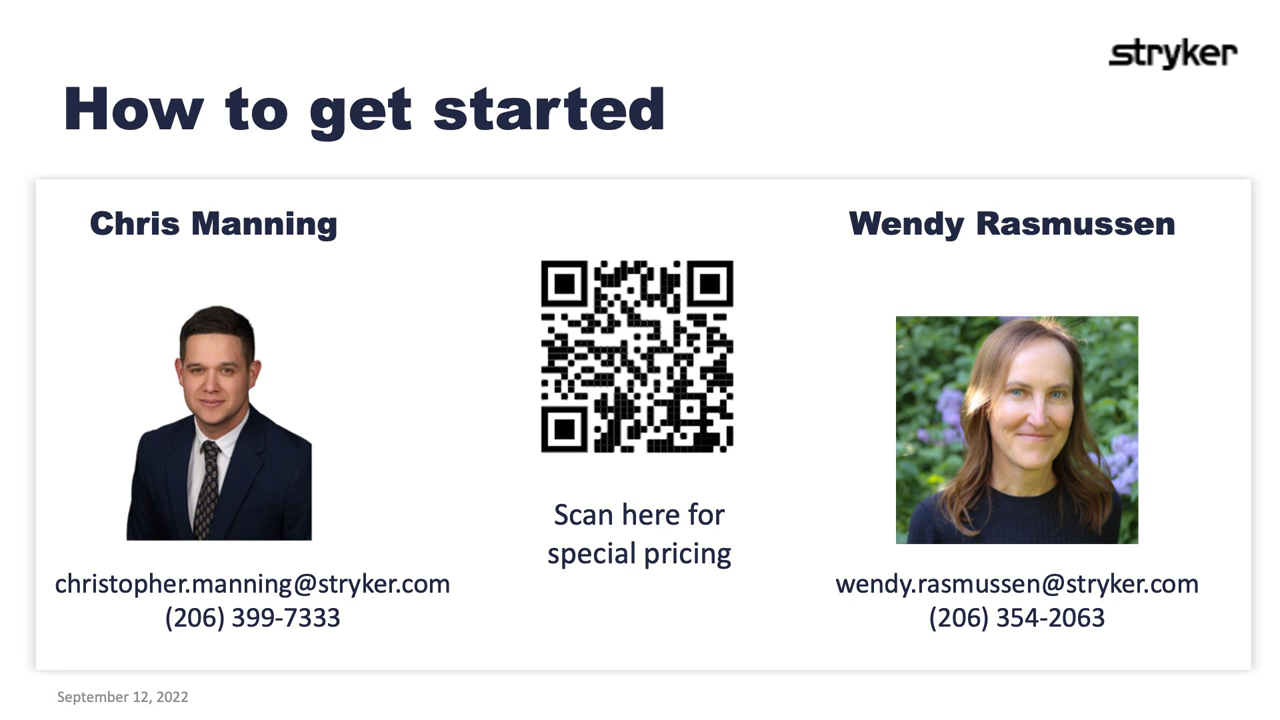 stryker
How to get started
Chris Manning
Wendy Rasmussen
Scan here for
special pricing
christopher.manning@stryker.com
(206) 399-7333
wendy.rasmussen@stryker.com
(206) 354-2063
September 12, 2022